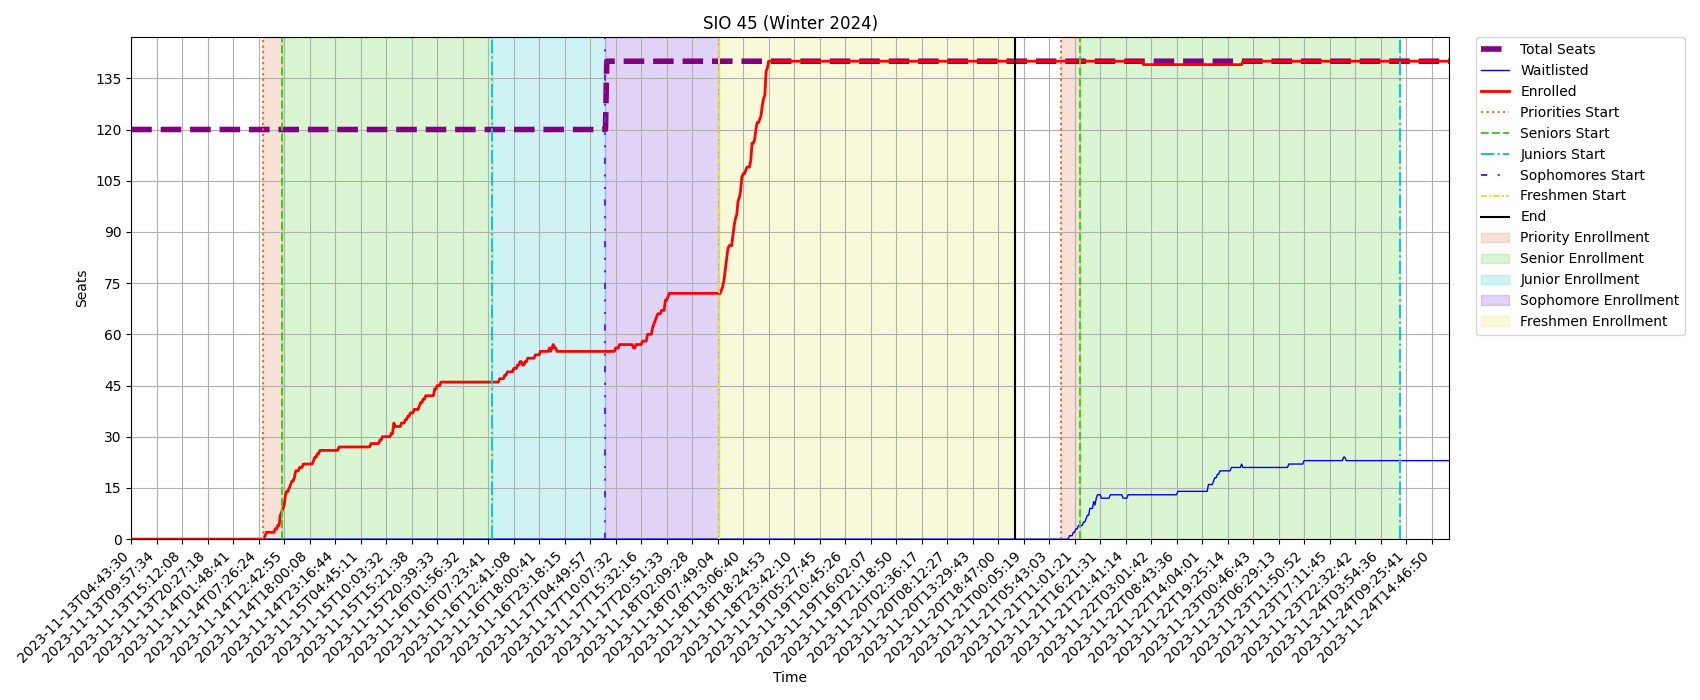 SIO 45 (Winter 2024)
Total Seats
Waitlisted
Enrolled
Priorities Start
Seniors Start
Juniors Start
Sophomores Start
Freshmen Start
End
Priority Enrollment
Senior Enrollment
Junior Enrollment
Sophomore Enrollment
Freshmen Enrollment
Seats
135
120
105
90
75
60
45
30
15
0
2023-11-13T04:43:30
2023-11-13T09:57:34
2023-11-13T15:12:08
2023-11-13T20:27:18
2023-11-14T01:48:41
2023-11-14T07:26:24
2023-11-14T12:42:55
2023-11-14T18:00:08
2023-11-14T23:16:44
2023-11-15T04:45:11
2023-11-15T10:03:32
2023-11-15T15:21:38
2023-11-15T20:39:33
2023-11-16T01:56:32
2023-11-16T07:23:41
2023-11-16T12:41:08
2023-11-16T18:00:41
2023-11-16T23:18:15
2023-11-17T04:49:57
2023-11-17T10:07:32
2023-11-17T15:32:16
2023-11-17T20:51:33
2023-11-18T02:09:28
2023-11-18T07:49:04
2023-11-18T13:06:40
2023-11-18T18:24:53
2023-11-18T23:42:10
2023-11-19T05:27:45
2023-11-19T10:45:26
2023-11-19T16:02:07
2023-11-19T21:18:50
2023-11-20T02:36:17
2023-11-20T08:12:27
2023-11-20T13:29:43
2023-11-20T18:47:00
2023-11-21T00:05:19
2023-11-21T05:43:03
2023-11-21T11:01:21
2023-11-21T16:21:31
2023-11-21T21:41:14
2023-11-22T03:01:42
2023-11-22T08:43:36
2023-11-22T14:04:01
2023-11-22T19:25:14
2023-11-23T00:46:43
2023-11-23T06:29:13
2023-11-23T11:50:52
2023-11-23T17:11:45
2023-11-23T22:32:42
2023-11-24T03:54:36
2023-11-24T09:25:41
2023-11-24T14:46:50
Time